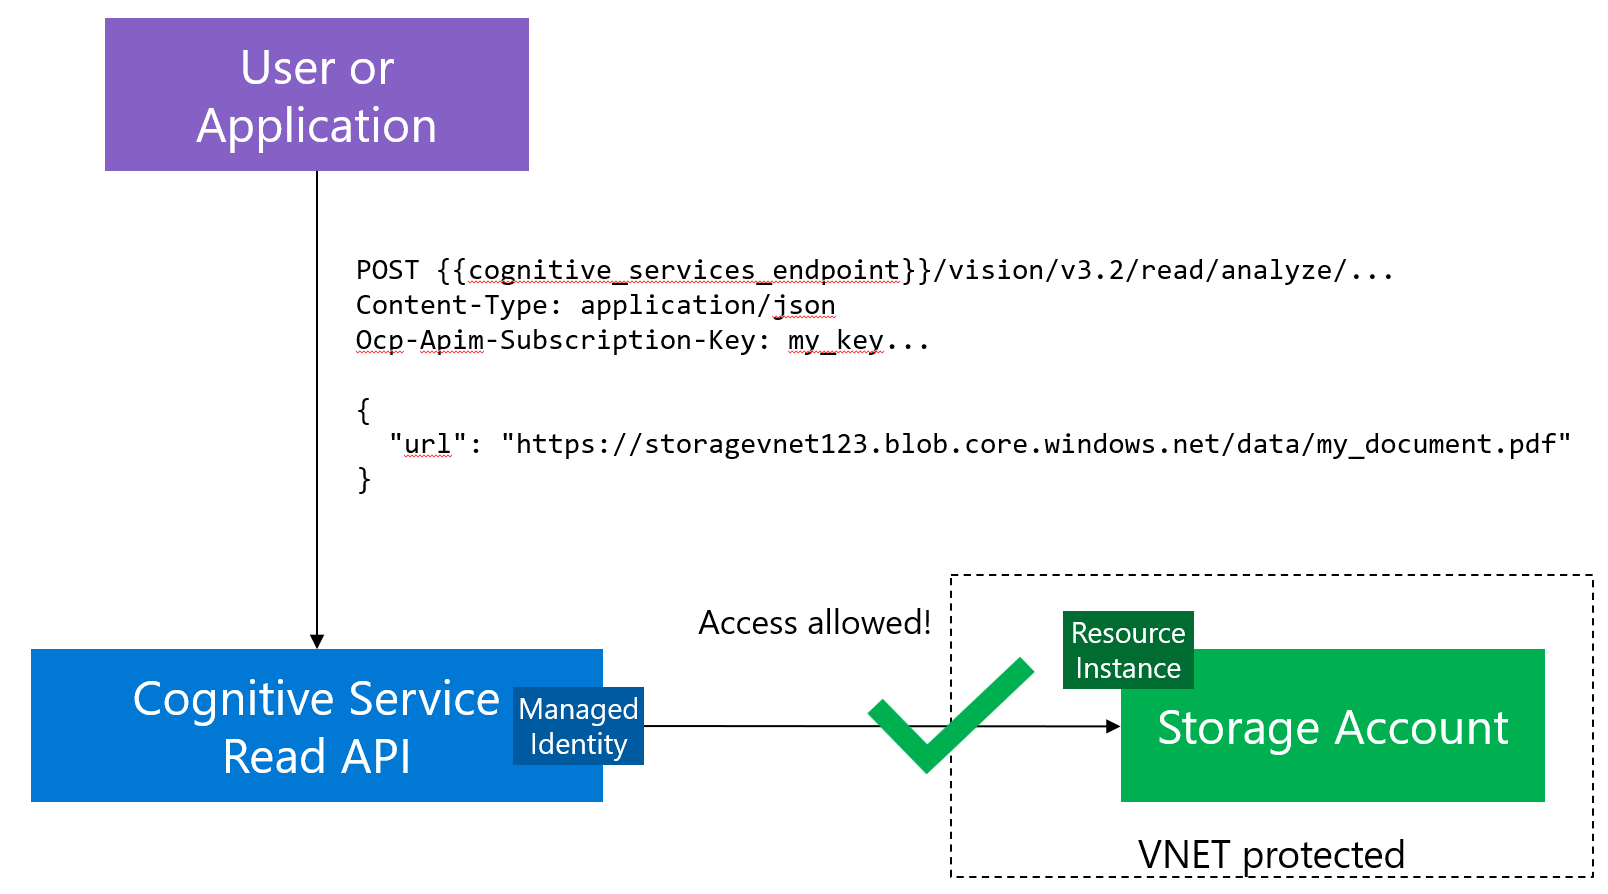 User or
Application
POST {{cognitive_services_endpoint}}/vision/v3.2/read/analyze/...
Content-Type: application/json
Ocp-Apim-Subscription-Key: my_key...
{
"url": "https://storagevnet123.blob.core.windows.net/data/my_document.pdf"
}
Access allowed!
Resource
Instance
Cognitive Service
Read API
Managed
Identity
Storage Account
VNET protected